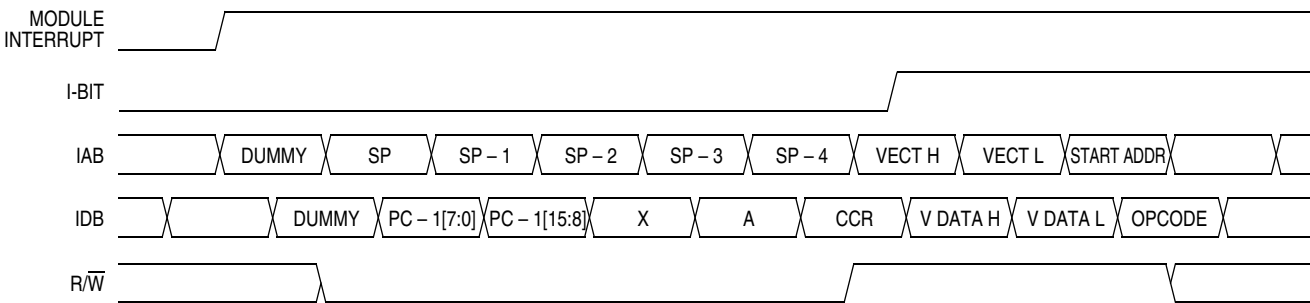 MODULE
INTERRUPT
I-BIT
IAB DUMMY SP SP – 1 SP – 2 SP – 3 SP – 4 VECT H VECT L START ADDR
IDB DUMMY PC – 1[7:0] PC – 1[15:8] X A CCR V DATA H V DATA L OPCODE
R/W̅